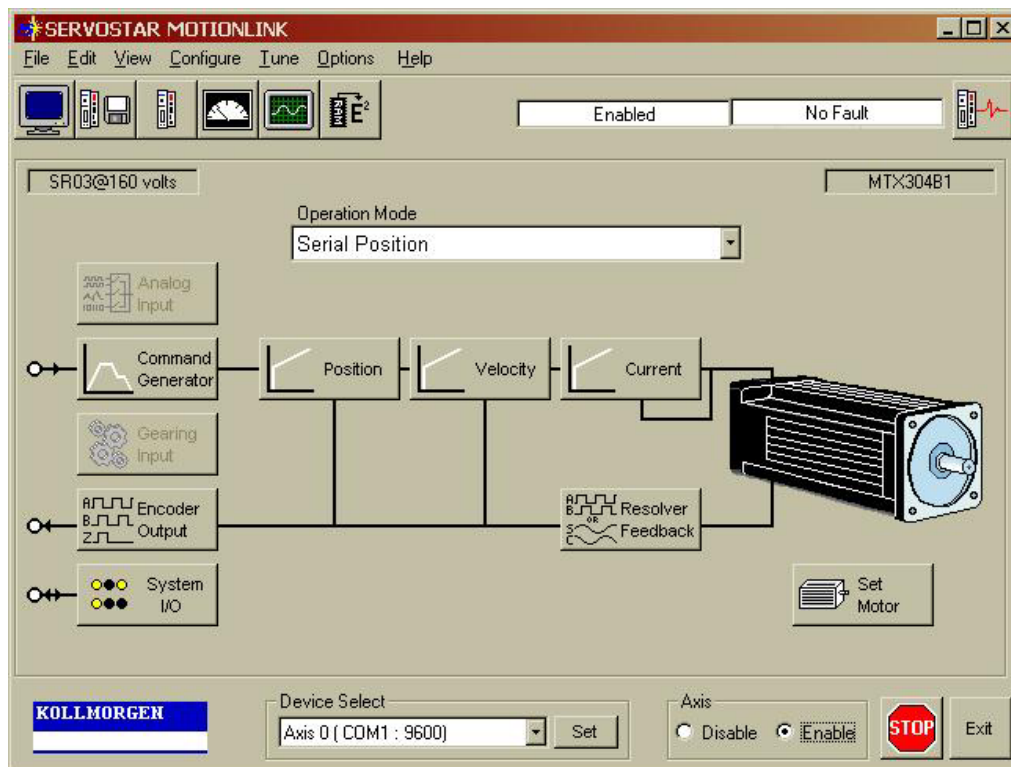 SERVOSTAR MOTIONLINK
File Edit View Configure Tune Options Help
E²
Enabled
No Fault
SR03@160 volts
MTX304B1
Operation Mode
Serial Position
Analog
Input
Command
Generator
Position
Velocity
Current
Gearing
Input
A
B
Z
Encoder
Output
A
B
OR
S
C
Resolver
Feedback
System
I/O
Set
Motor
KOLLMORGEN
Device Select
Axis 0 ( COM1 : 9600)
Set
Axis
Disable
Enable
STOP
Exit